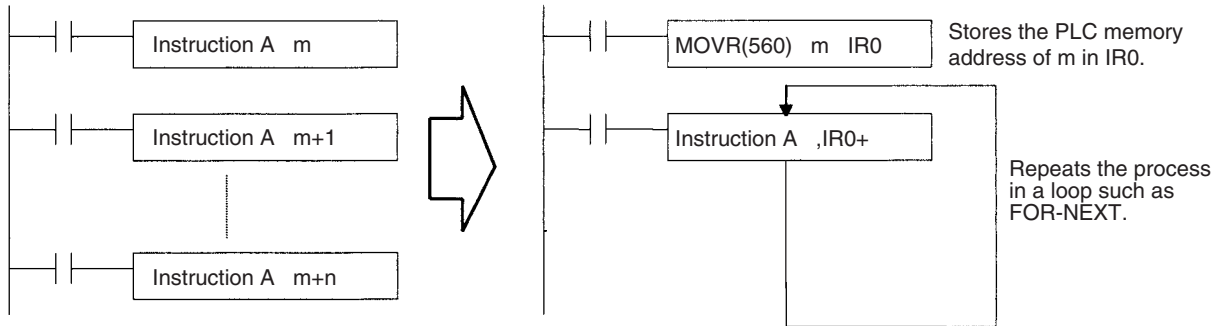 Instruction A m
Instruction A m+1
Instruction A m+n
MOVR(560) m IR0
Stores the PLC memory
address of m in IR0.
Instruction A ,IR0+
Repeats the process
in a loop such as
FOR-NEXT.